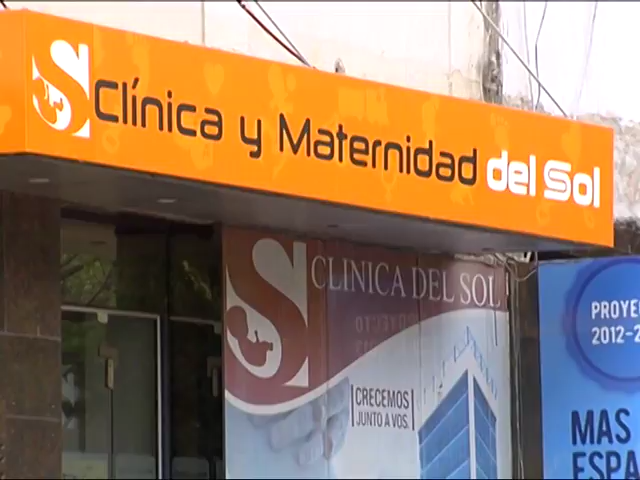 Clínica y Maternidad del Sol
CLINICA DEL SOL
CRECEMOS
JUNTO A VOS.
PROYE
2012-2
MAS
ESPA